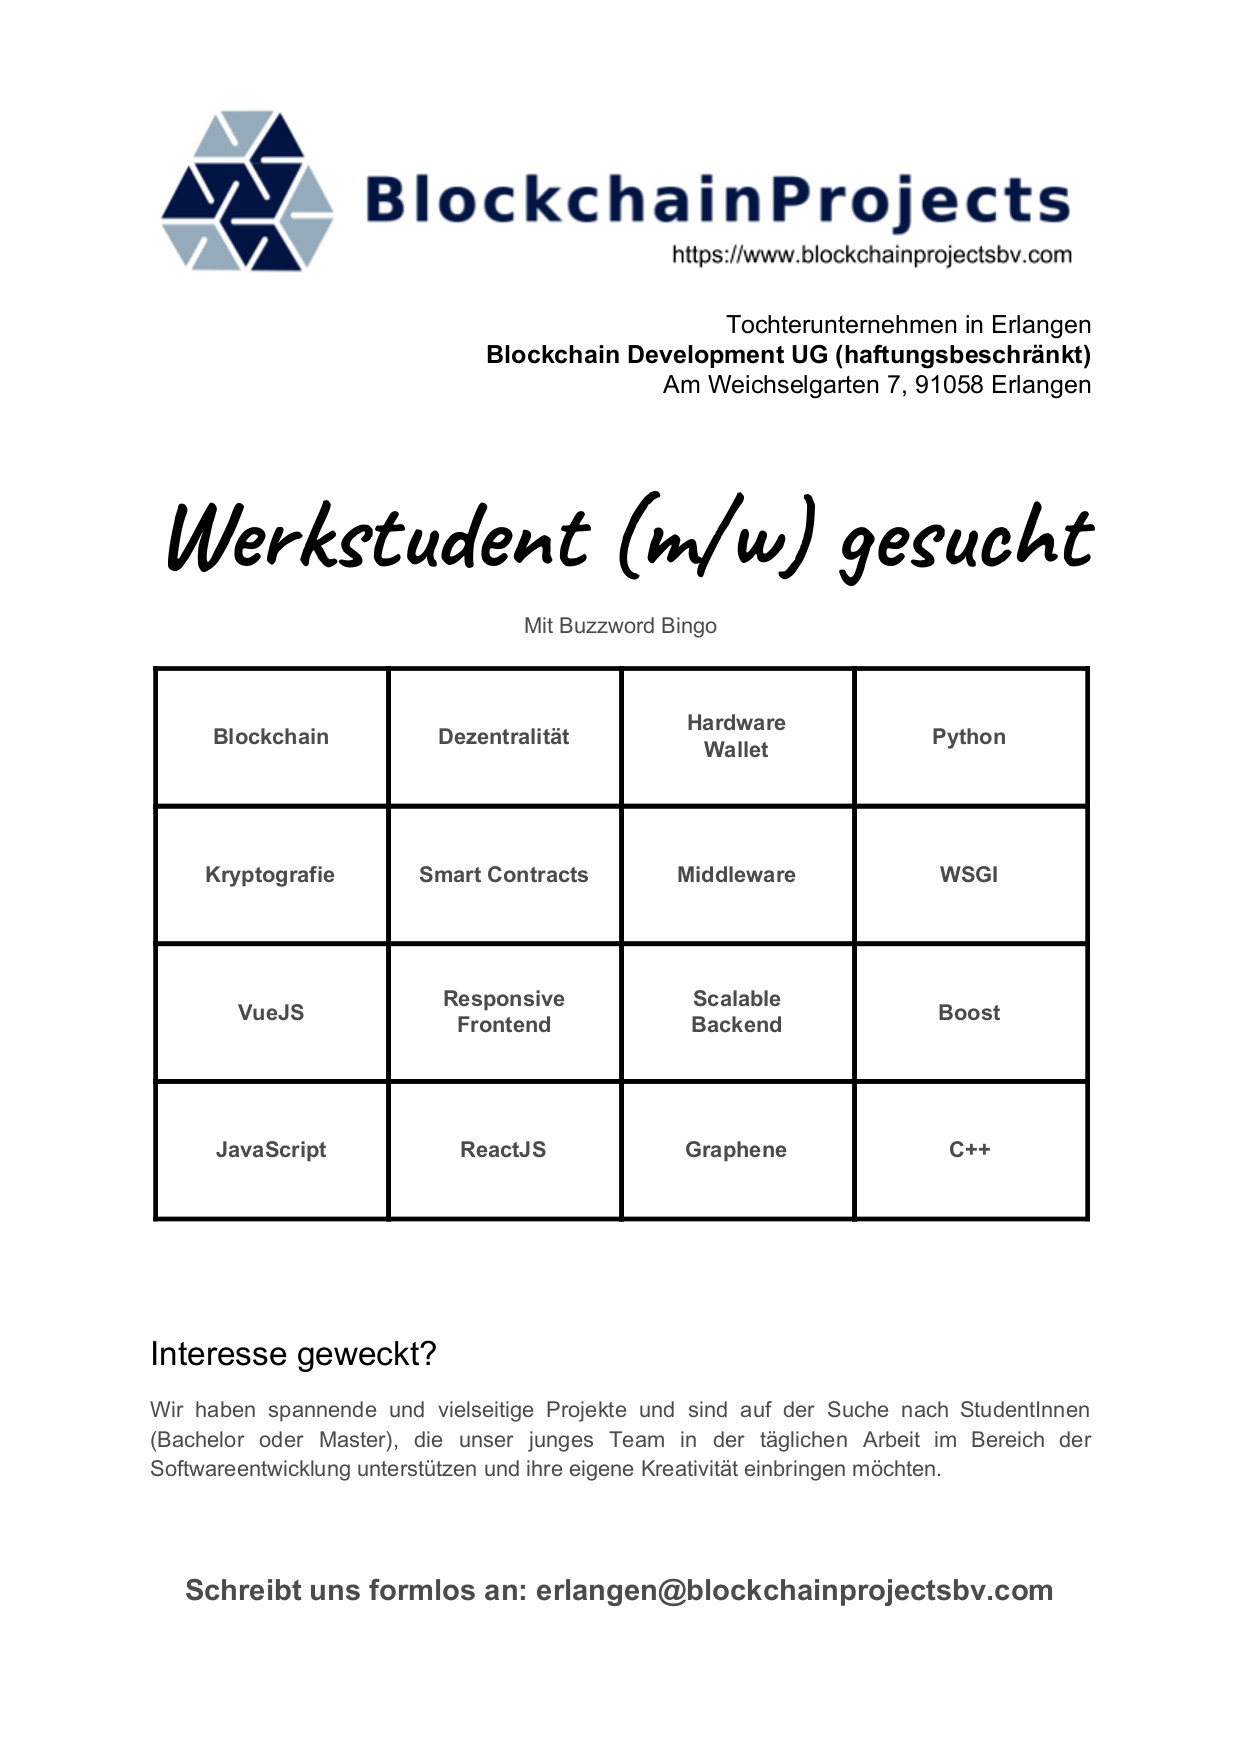 BlockchainProjects
https://www.blockchainprojectsbv.com
Tochterunternehmen in Erlangen
Blockchain Development UG (haftungsbeschränkt)
Am Weichselgarten 7, 91058 Erlangen
Werkstudent (m/w) gesucht
Mit Buzzword Bingo
Blockchain
Dezentralität
Hardware
Wallet
Python
Kryptografie
Smart Contracts
Middleware
WSGI
VueJS
Responsive
Frontend
Scalable
Backend
Boost
JavaScript
ReactJS
Graphene
C++
Interesse geweckt?
Wir haben spannende und vielseitige Projekte und sind auf der Suche nach StudentInnen
(Bachelor oder Master), die unser junges Team in der täglichen Arbeit im Bereich der
Softwareentwicklung unterstützen und ihre eigene Kreativität einbringen möchten.
Schreibt uns formlos an: erlangen@blockchainprojectsbv.com